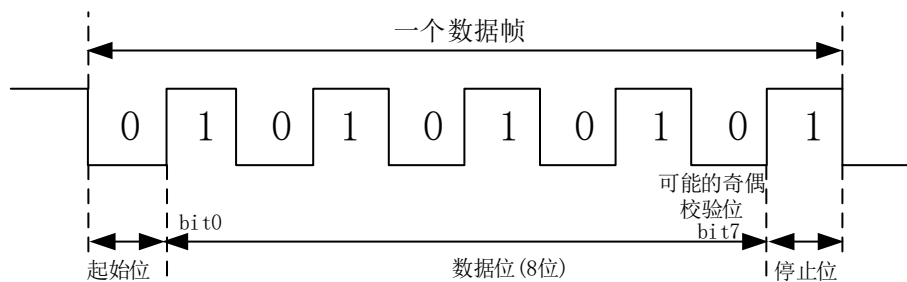 一个数据帧
0 1 0 1 0 1 0 1 0 1
可能的奇偶
校验位
bit0
bit7
起始位
数据位(8位)
停止位